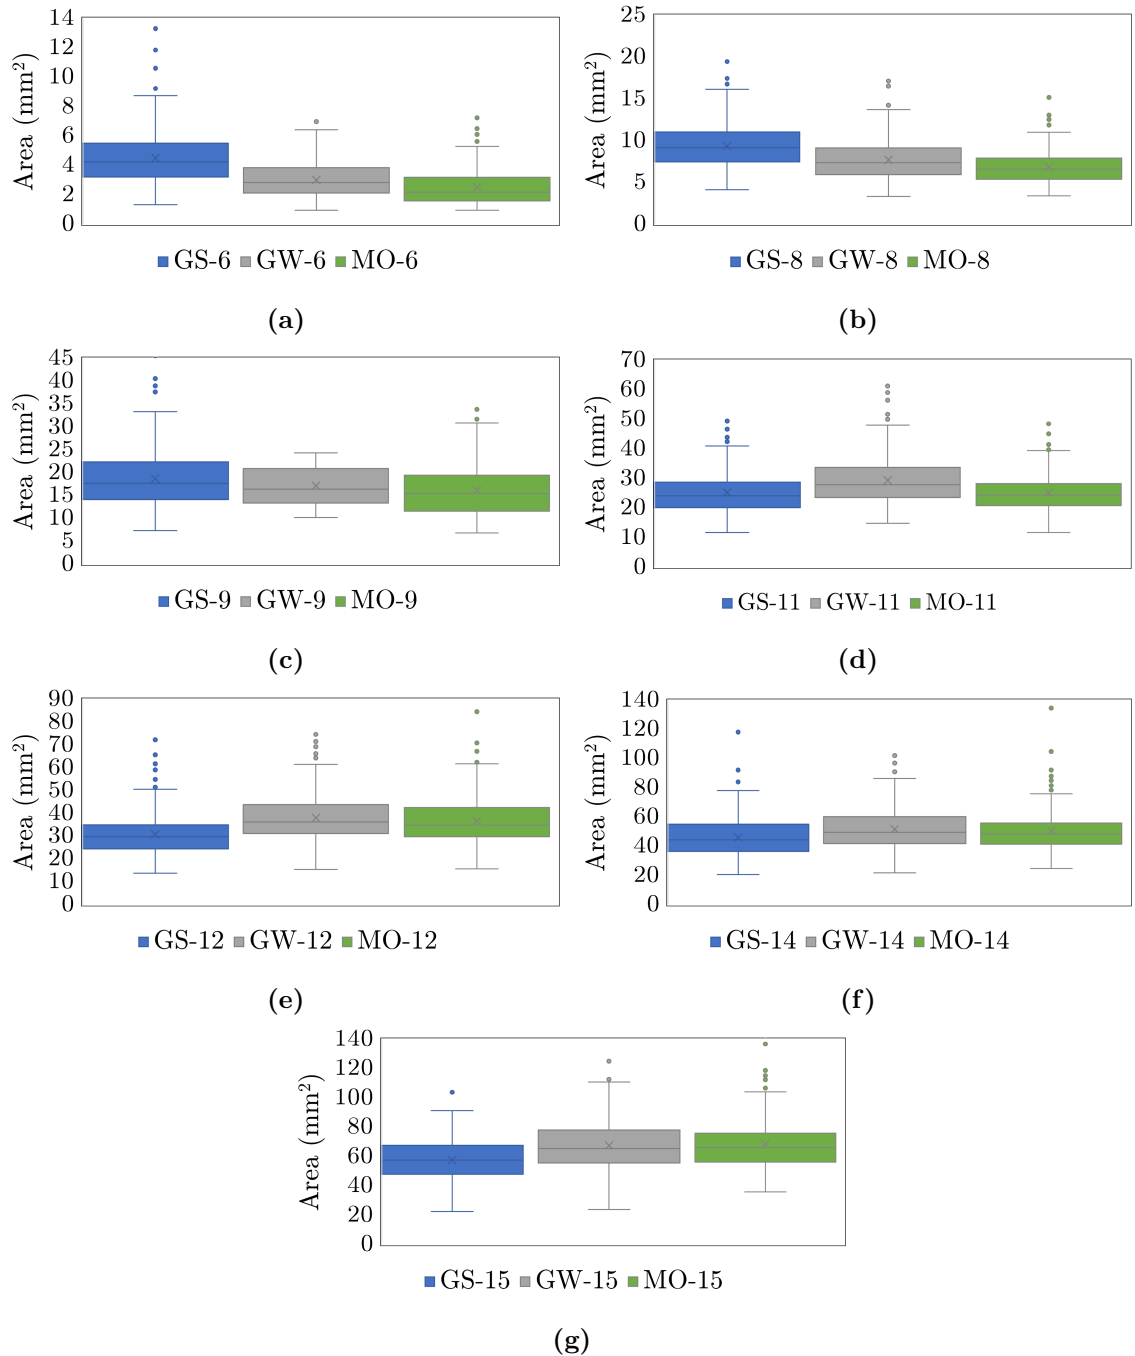 Area (mm²)
14
12
10
8
6
4
2
0
GS-6 GW-6 MO-6
(a)
Area (mm²)
25
20
15
10
5
0
GS-8 GW-8 MO-8
(b)
Area (mm²)
45
40
35
30
25
20
15
10
5
0
GS-9 GW-9 MO-9
(c)
Area (mm²)
70
60
50
40
30
20
10
0
GS-11 GW-11 MO-11
(d)
Area (mm²)
90
80
70
60
50
40
30
20
10
0
GS-12 GW-12 MO-12
(e)
Area (mm²)
140
120
100
80
60
40
20
0
GS-14 GW-14 MO-14
(f)
Area (mm²)
140
120
100
80
60
40
20
0
GS-15 GW-15 MO-15
(g)